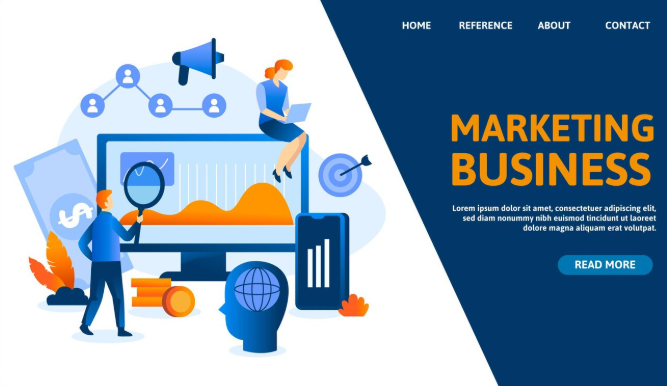 HOME REFERENCE ABOUT CONTACT
MARKETING
BUSINESS
Lorem ipsum dolor sit amet, consectetuer adipiscing elit,
sed diam nonummy nibh euismod tincidunt ut laoreet
dolore magna aliquam erat volutpat.
READ MORE
$